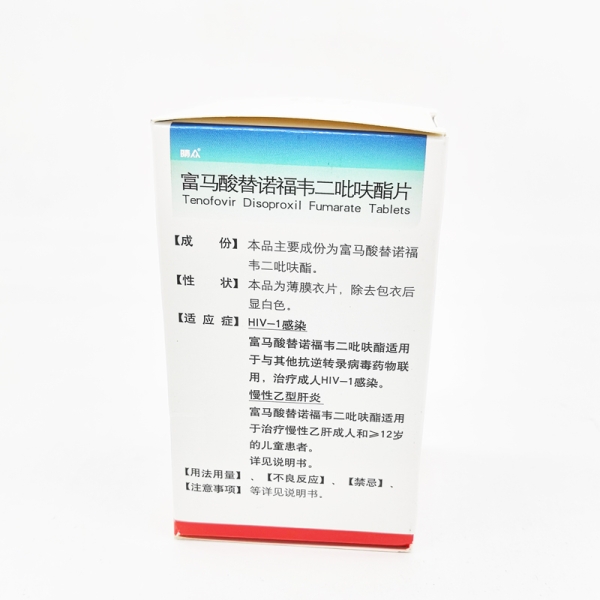 富马酸替诺福韦二吡呋酯片
Tenofovir Disoproxil Fumarate Tablets
【成 份】本品主要成份为富马酸替诺福
韦二吡呋酯。
【性 状】本品为薄膜衣片，除去包衣后
显白色。
【适 应 症】HIV-1感染
富马酸替诺福韦二吡呋酯适用
于与其他抗逆转录病毒药物联
用，治疗成人HIV-1感染。
慢性乙型肝炎
富马酸替诺福韦二吡呋酯适用
于治疗慢性乙肝成人和≥12岁
的儿童患者。
详见说明书。
【用法用量】、【不良反应】、【禁忌】、
【注意事项】等详见说明书。